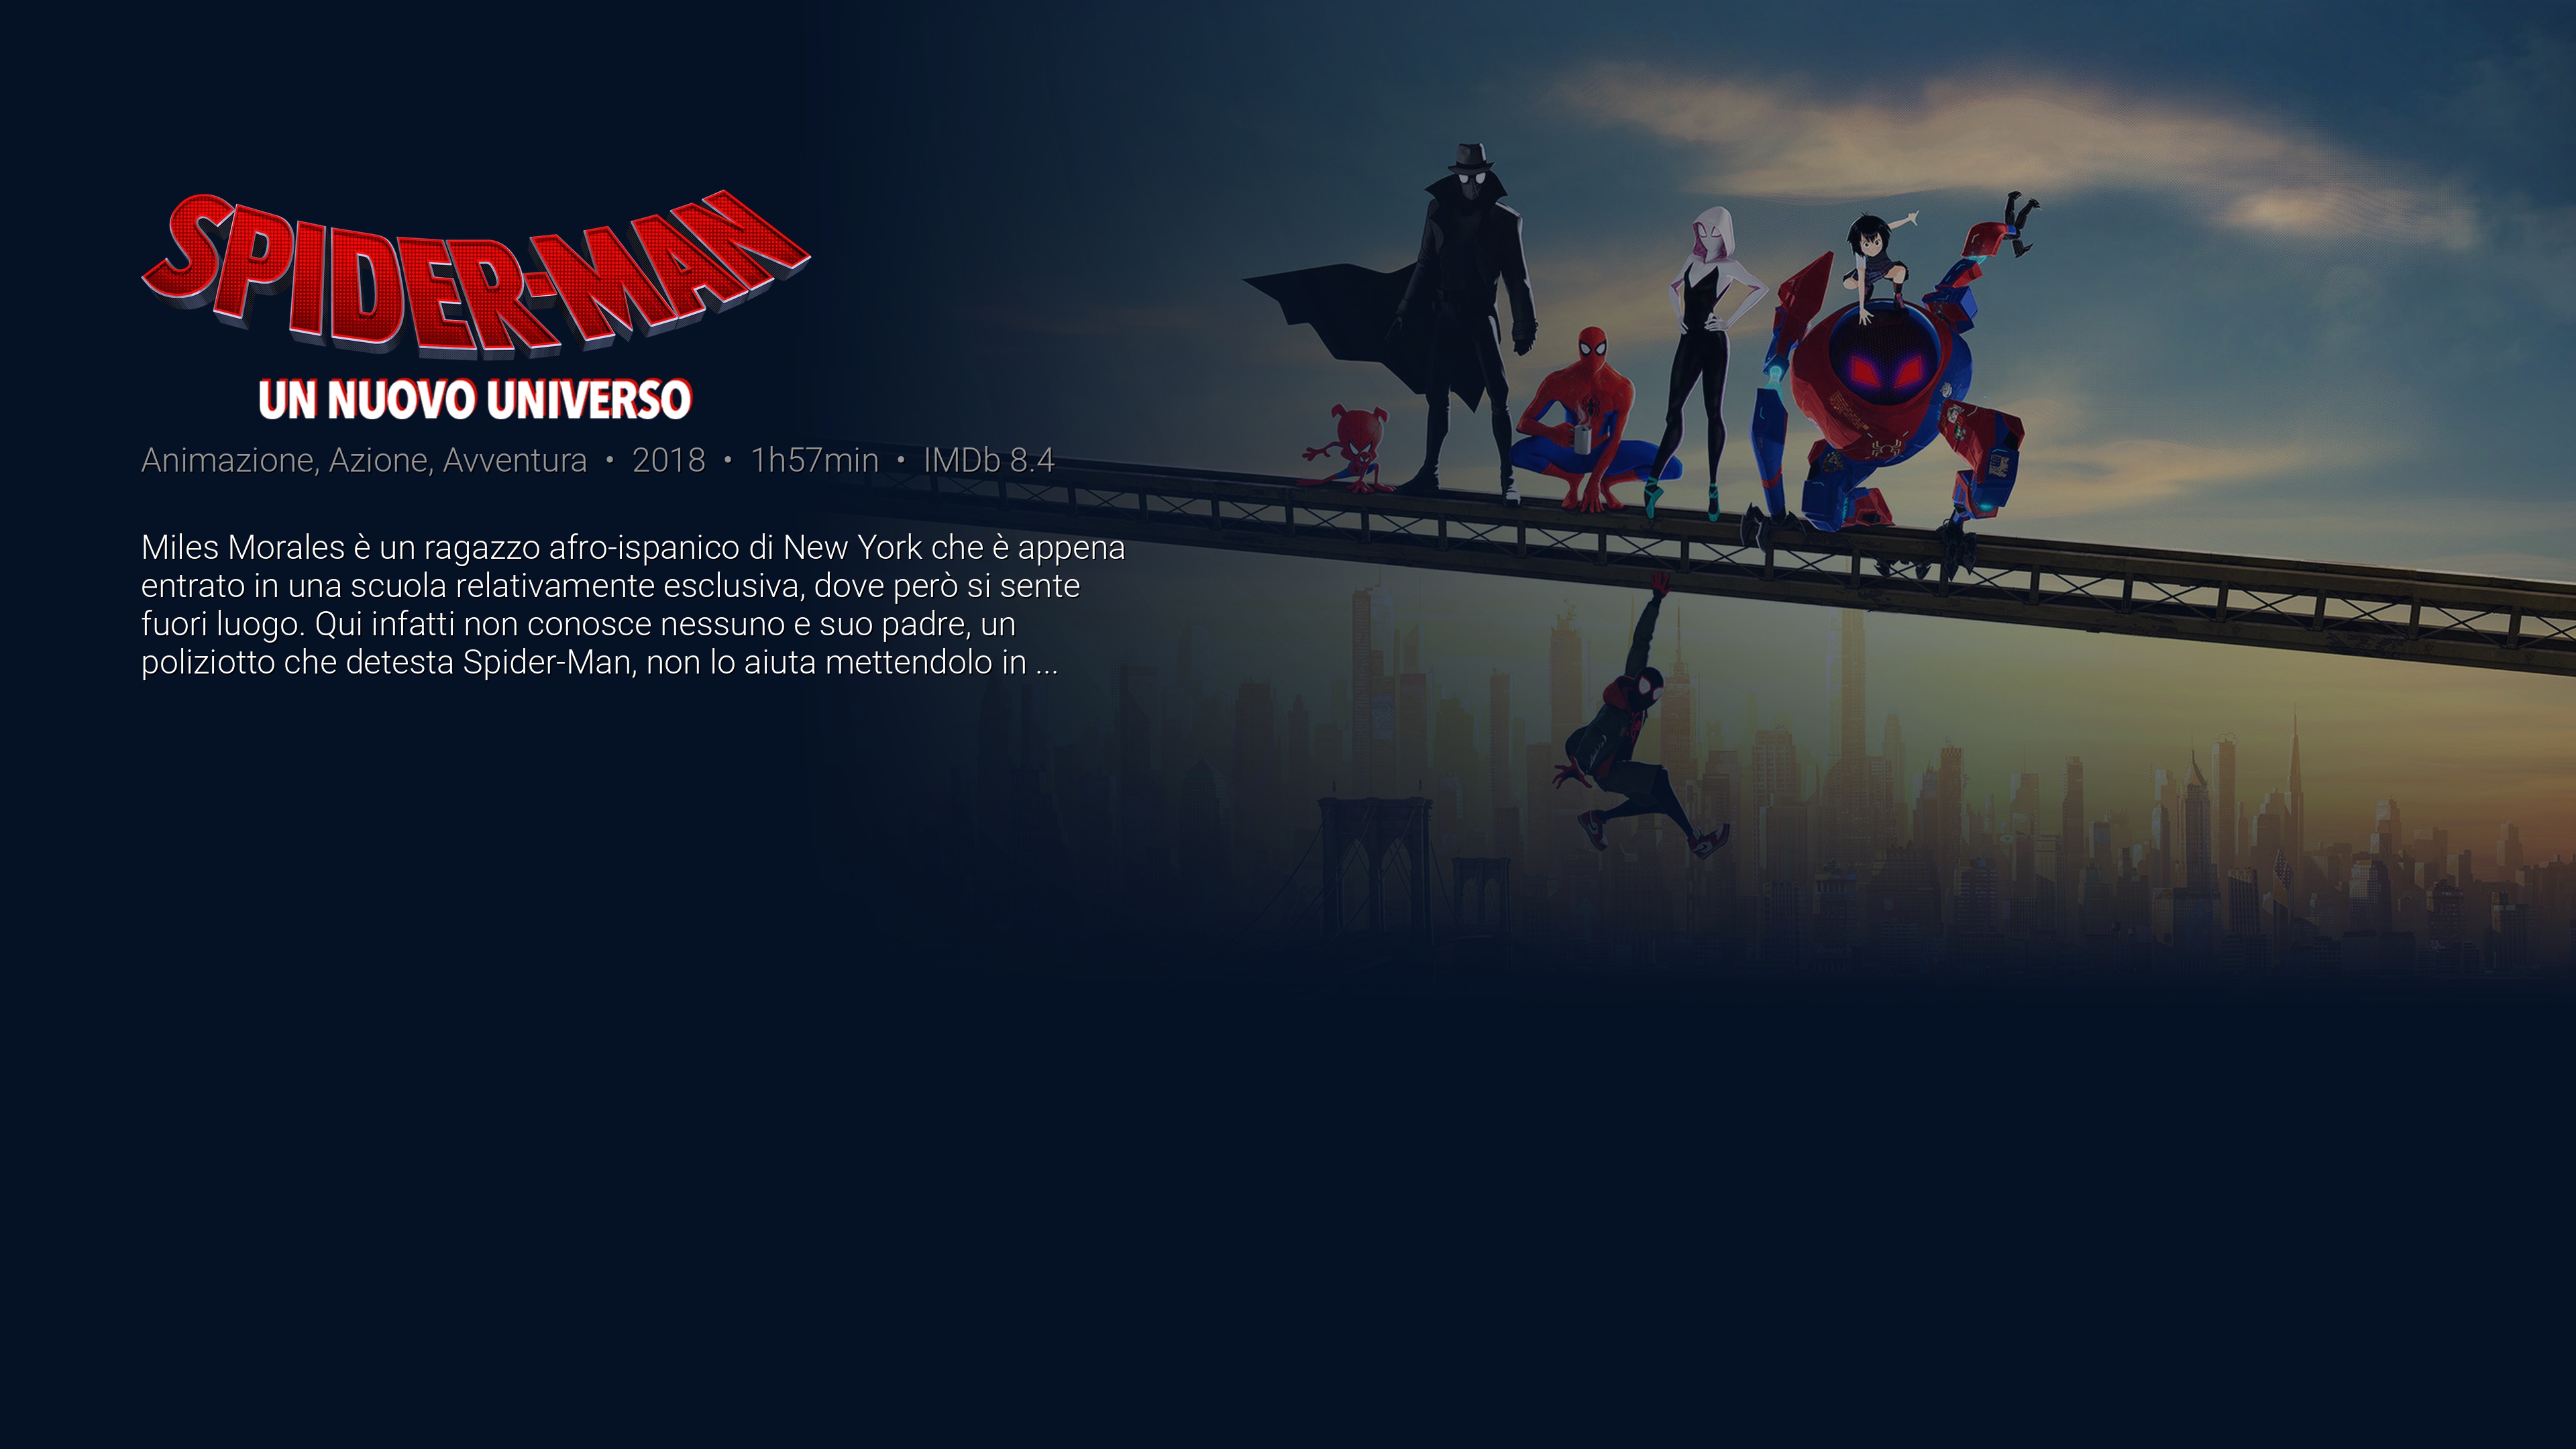 SPIDER-MAN
UN NUOVO UNIVERSO
Animazione, Azione, Avventura • 2018 • 1h57min • IMDb 8.4
Miles Morales è un ragazzo afro-ispanico di New York che è appena
entrato in una scuola relativamente esclusiva, dove però si sente
fuori luogo. Qui infatti non conosce nessuno e suo padre, un
poliziotto che detesta Spider-Man, non lo aiuta mettendolo in ...